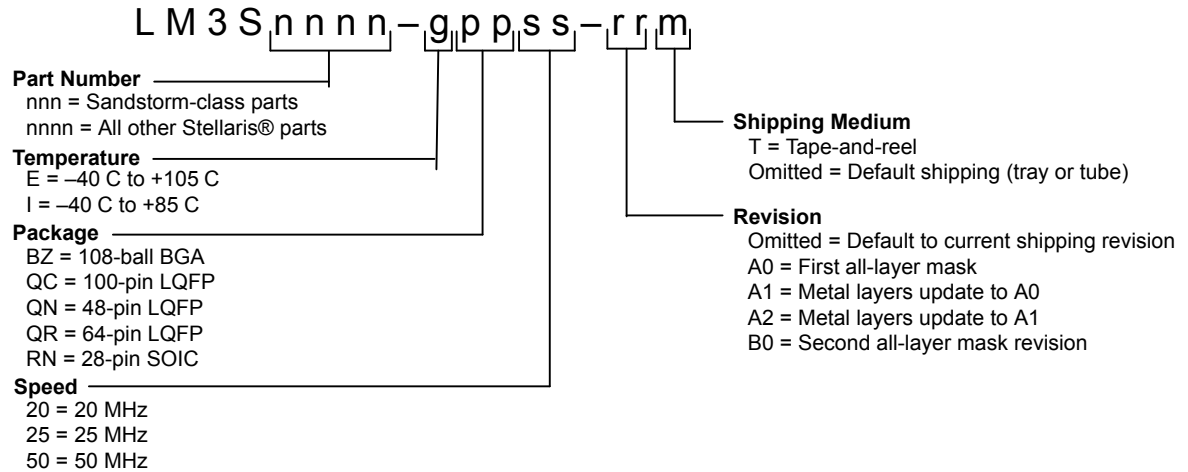 L M 3 S n n n n – g p p s s – r r m
Part Number
nnn = Sandstorm-class parts
nnnn = All other Stellaris® parts
Temperature
E = –40 C to +105 C
I = –40 C to +85 C
Package
BZ = 108-ball BGA
QC = 100-pin LQFP
QN = 48-pin LQFP
QR = 64-pin LQFP
RN = 28-pin SOIC
Speed
20 = 20 MHz
25 = 25 MHz
50 = 50 MHz
Shipping Medium
T = Tape-and-reel
Omitted = Default shipping (tray or tube)
Revision
Omitted = Default to current shipping revision
A0 = First all-layer mask
A1 = Metal layers update to A0
A2 = Metal layers update to A1
B0 = Second all-layer mask revision